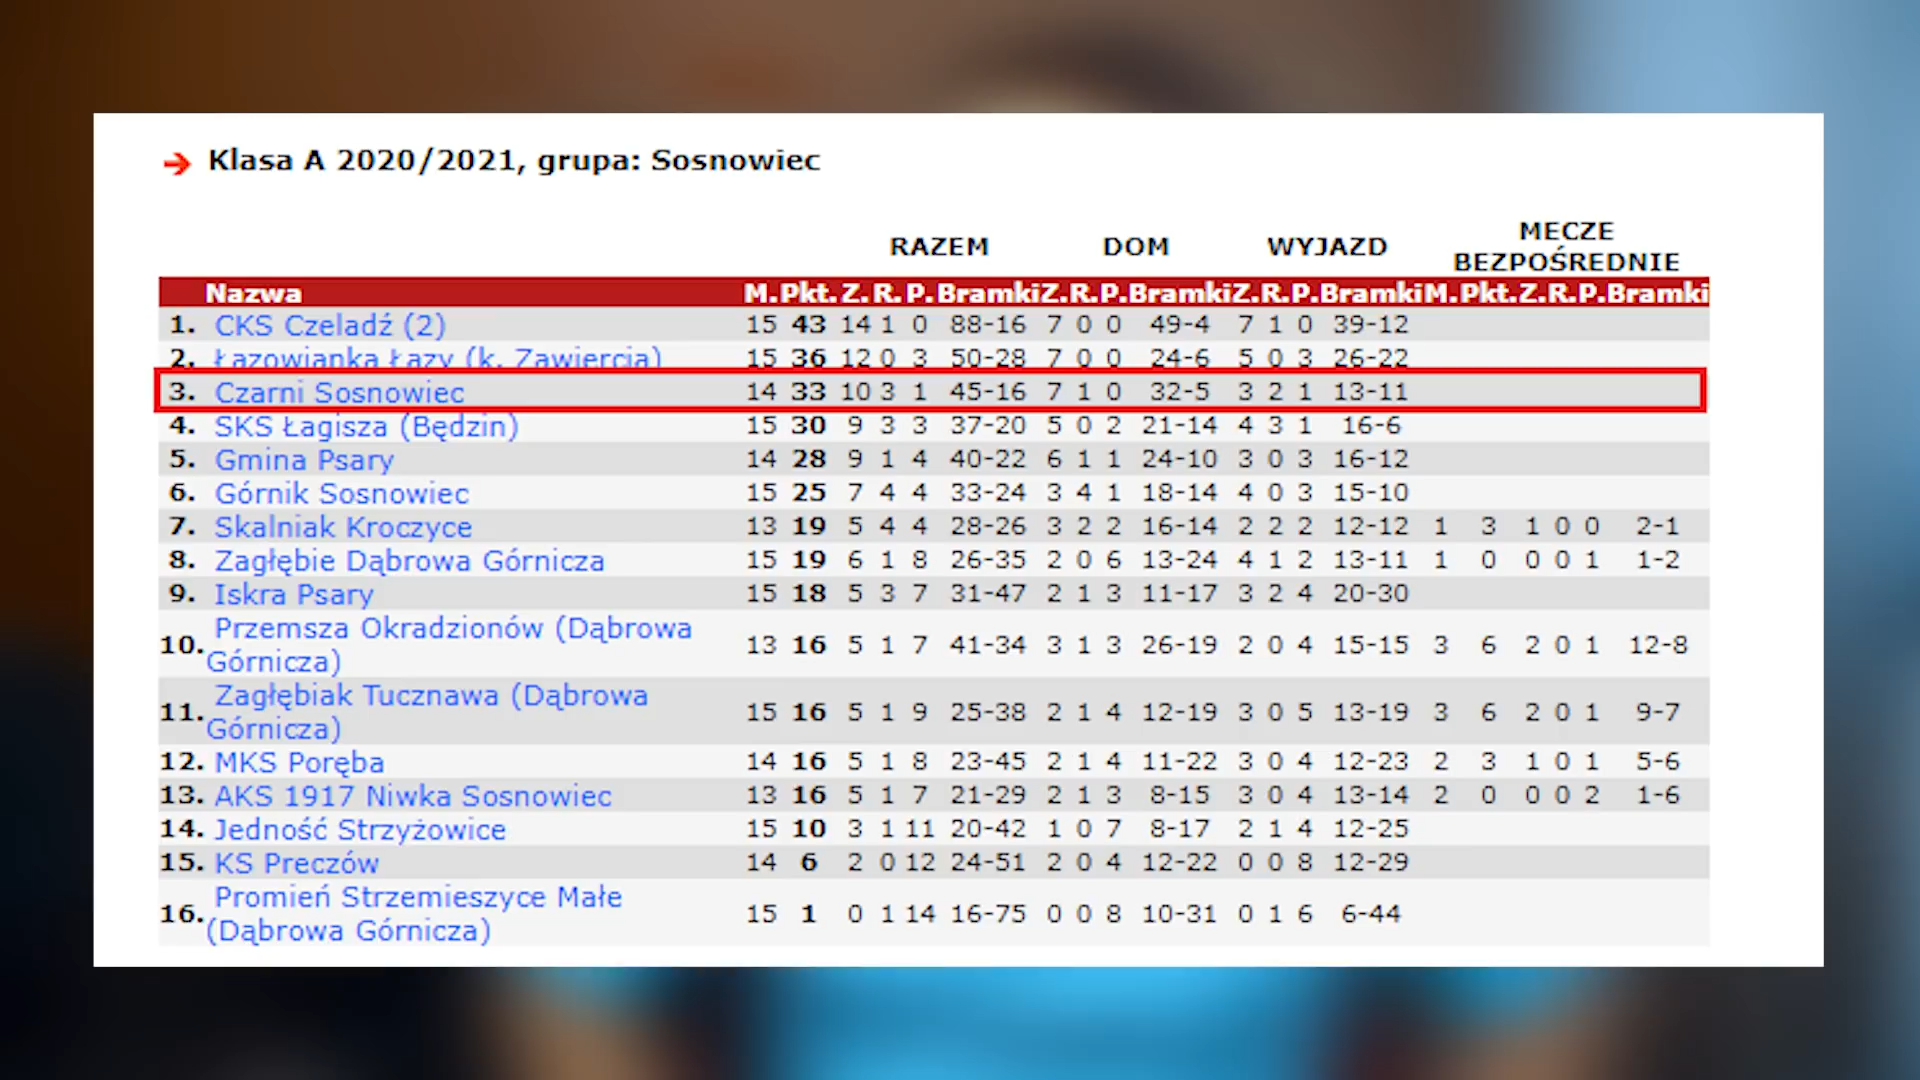 Klasa A 2020/2021, grupa: Sosnowiec
RAZEM DOM WYJAZD MECZE BEZPOŚREDNIE
Nazwa M. Pkt. Z. R. P. Bramki Z. R. P. Bramki Z. R. P. Bramki M. Pkt. Z. R. P. Bramki
1. CKS Czeladź (2) 15 43 14 1 0 88-16 7 0 0 49-4 7 1 0 39-12
2. Łazowianka Łazy (k. Zawiercia) 15 36 12 0 3 50-28 7 0 0 24-6 5 0 3 26-22
3. Czarni Sosnowiec 14 33 10 3 1 45-16 7 1 0 32-5 3 2 1 13-11
4. SKS Łagisza (Będzin) 15 30 9 3 3 37-20 5 0 2 21-14 4 3 1 16-6
5. Gmina Psary 14 28 9 1 4 40-22 6 1 1 24-10 3 0 3 16-12
6. Górnik Sosnowiec 15 25 7 4 4 33-24 3 4 1 18-14 4 0 3 15-10
7. Skalniak Kroczyce 13 19 5 4 4 28-26 3 2 2 16-14 2 2 2 12-12 1 3 1 0 0 2-1
8. Zagłębie Dąbrowa Górnicza 15 19 6 1 8 26-35 2 0 6 13-24 4 1 2 13-11 1 0 0 0 1 1-2
9. Iskra Psary 15 18 5 3 7 31-47 2 1 3 11-17 3 2 4 20-30
10. Przemsza Okradzionów (Dąbrowa
Górnicza) 13 16 5 1 7 41-34 3 1 3 26-19 2 0 4 15-15 3 6 2 0 1 12-8
11. Zagłębiak Tucznawa (Dąbrowa
Górnicza) 15 16 5 1 9 25-38 2 1 4 12-19 3 0 5 13-19 3 6 2 0 1 9-7
12. MKS Poręba 14 16 5 1 8 23-45 2 1 4 11-22 3 0 4 12-23 2 3 1 0 1 5-6
13. AKS 1917 Niwka Sosnowiec 13 16 5 1 7 21-29 2 1 3 8-15 3 0 4 13-14 2 0 0 0 2 1-6
14. Jedność Strzyżowice 15 10 3 1 11 20-42 1 0 7 8-17 2 1 4 12-25
15. KS Preczów 14 6 2 0 12 24-51 2 0 4 12-22 0 0 8 12-29
16. Promień Strzemieszyce Małe
(Dąbrowa Górnicza) 15 1 0 1 14 16-75 0 0 8 10-31 0 1 6 6-44